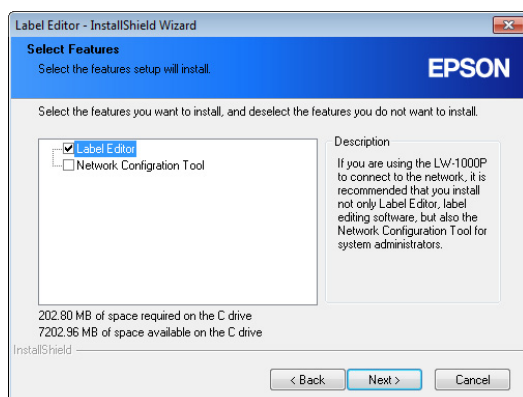 Label Editor - InstallShield Wizard
Select Features
Select the features setup will install.
EPSON
Select the features you want to install, and deselect the features you do not want to install.
Label Editor
Network Configration Tool
Description
If you are using the LW-1000P
to connect to the network, it is
recommended that you install
not only Label Editor, label
editing software, but also the
Network Configuration Tool for
system administrators.
202.80 MB of space required on the C drive
7202.96 MB of space available on the C drive
InstallShield
< Back
Next >
Cancel